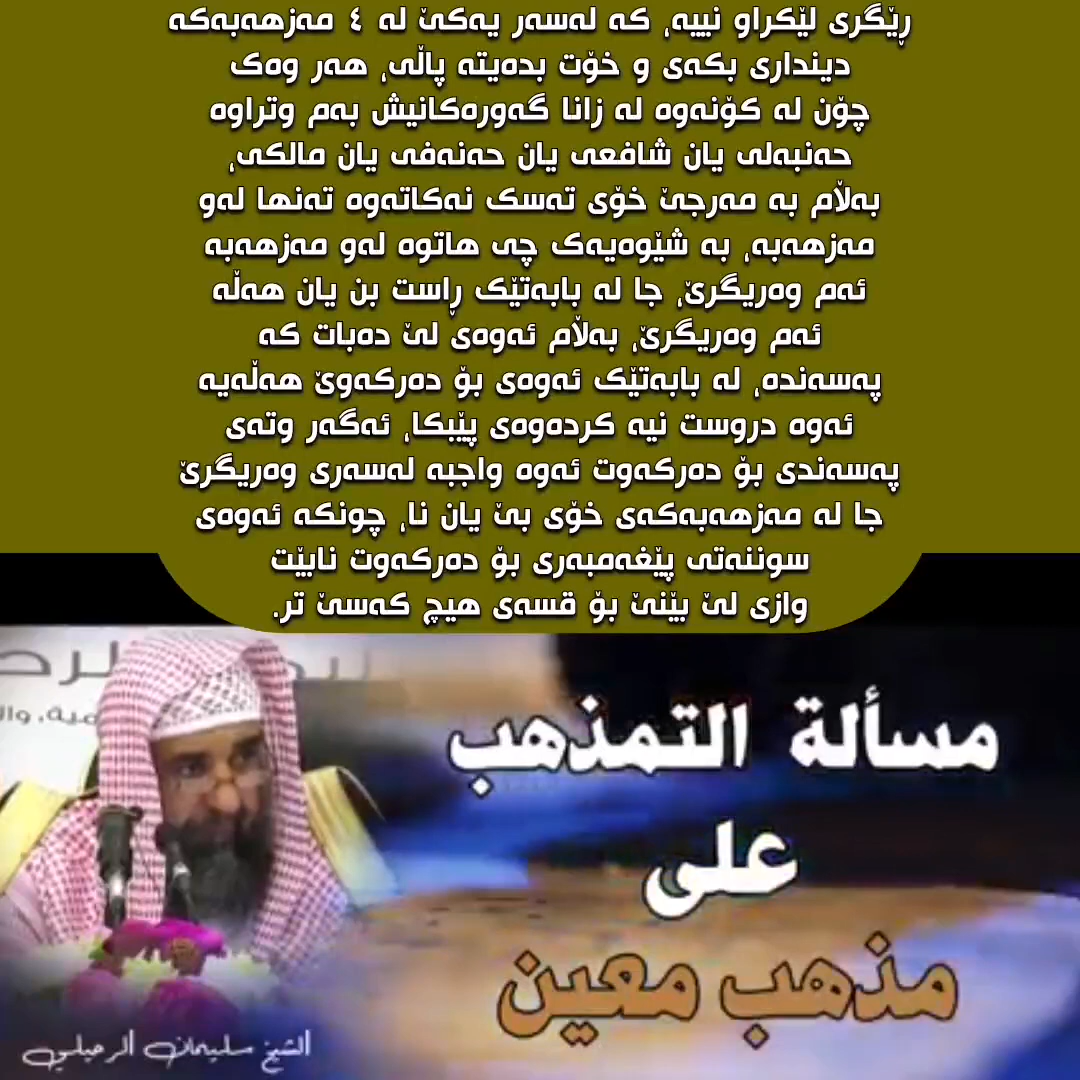 ڕێگری لێکراو نییە، کە لەسەر یەکێ لە ٤ مەزهەبەکە
دینداری بکەی و خۆت بدەیتە پاڵی، هەر وەک
چۆن لە کۆنەوە لە زانا گەورەکانیش بەم وتراوە
حەنبەلی یان شافعی یان حەنەفی یان مالکی،
بەڵام بە مەرجێ خۆی تەسک نەکاتەوە تەنها لەو
مەزهەبە، بە شێوەیەک چی هاتوە لەو مەزهەبە
ئەم وەریگرێ، جا لە بابەتێک ڕاست بن یان هەڵە
ئەم وەریگرێ، بەڵام ئەوەی لێ دەبات کە
پەسەندە، لە بابەتێک ئەوەی بۆ دەرکەوێ هەڵەیە
ئەوە دروست نیە کردەوەی پێبکا، ئەگەر وتەی
پەسەندی بۆ دەرکەوت ئەوە واجبە لەسەری وەریگرێ
جا لە مەزهەبەکەی خۆی بێ یان نا، چونکە ئەوەی
سوننەتی پێغەمبەری بۆ دەرکەوت نابێت
وازی لێ بێنێ بۆ قسەی هیچ کەسێ تر.
مسألة التمذهب
على
مذهب معين
الشيخ سليمان الرحيلي